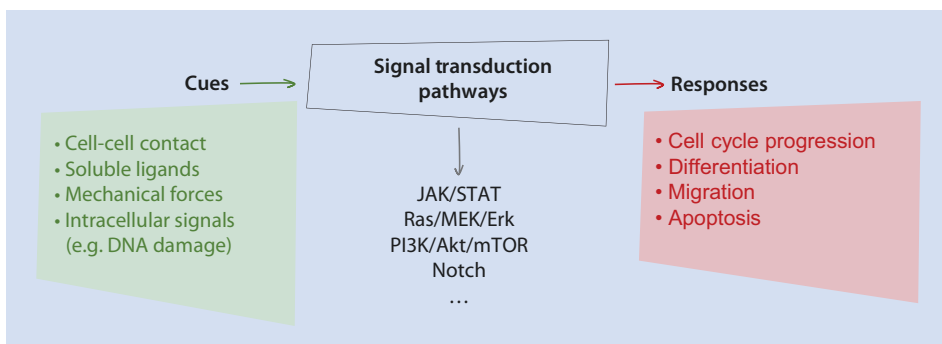 Cues
Signal transduction
pathways
Responses
• Cell-cell contact
• Soluble ligands
• Mechanical forces
• Intracellular signals
(e.g. DNA damage)
JAK/STAT
Ras/MEK/Erk
PI3K/Akt/mTOR
Notch
…
• Cell cycle progression
• Differentiation
• Migration
• Apoptosis